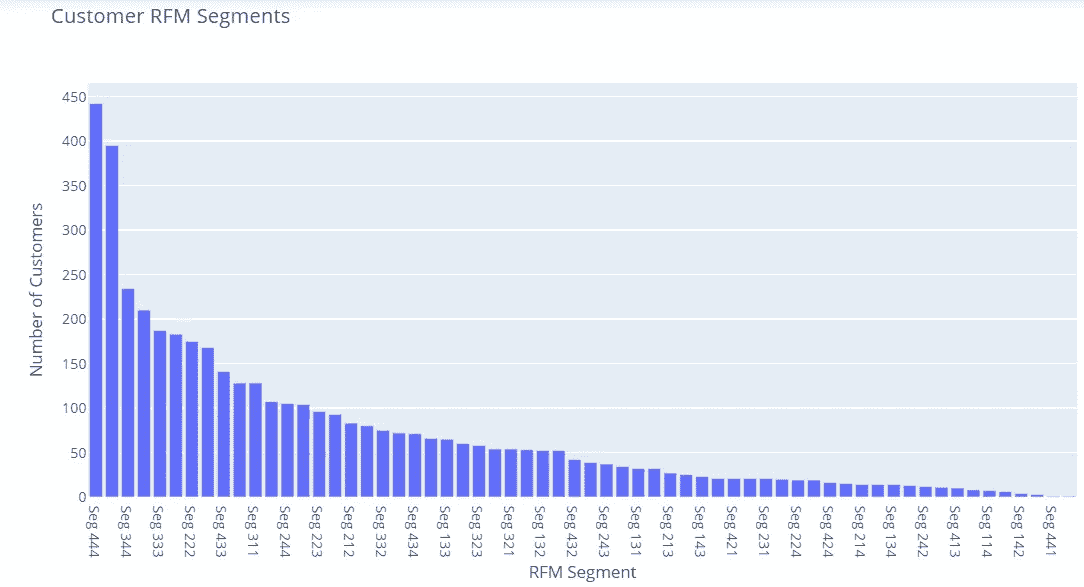 Customer RFM Segments
450
400
350
300
250
200
150
100
50
0
Number of Customers
Seg 444
Seg 344
Seg 333
Seg 222
Seg 433
Seg 311
Seg 244
Seg 223
Seg 212
Seg 332
Seg 434
Seg 133
Seg 323
Seg 321
Seg 132
Seg 432
Seg 243
Seg 131
Seg 213
Seg 143
Seg 421
Seg 231
Seg 224
Seg 424
Seg 214
Seg 134
Seg 242
Seg 413
Seg 114
Seg 142
Seg 441
RFM Segment